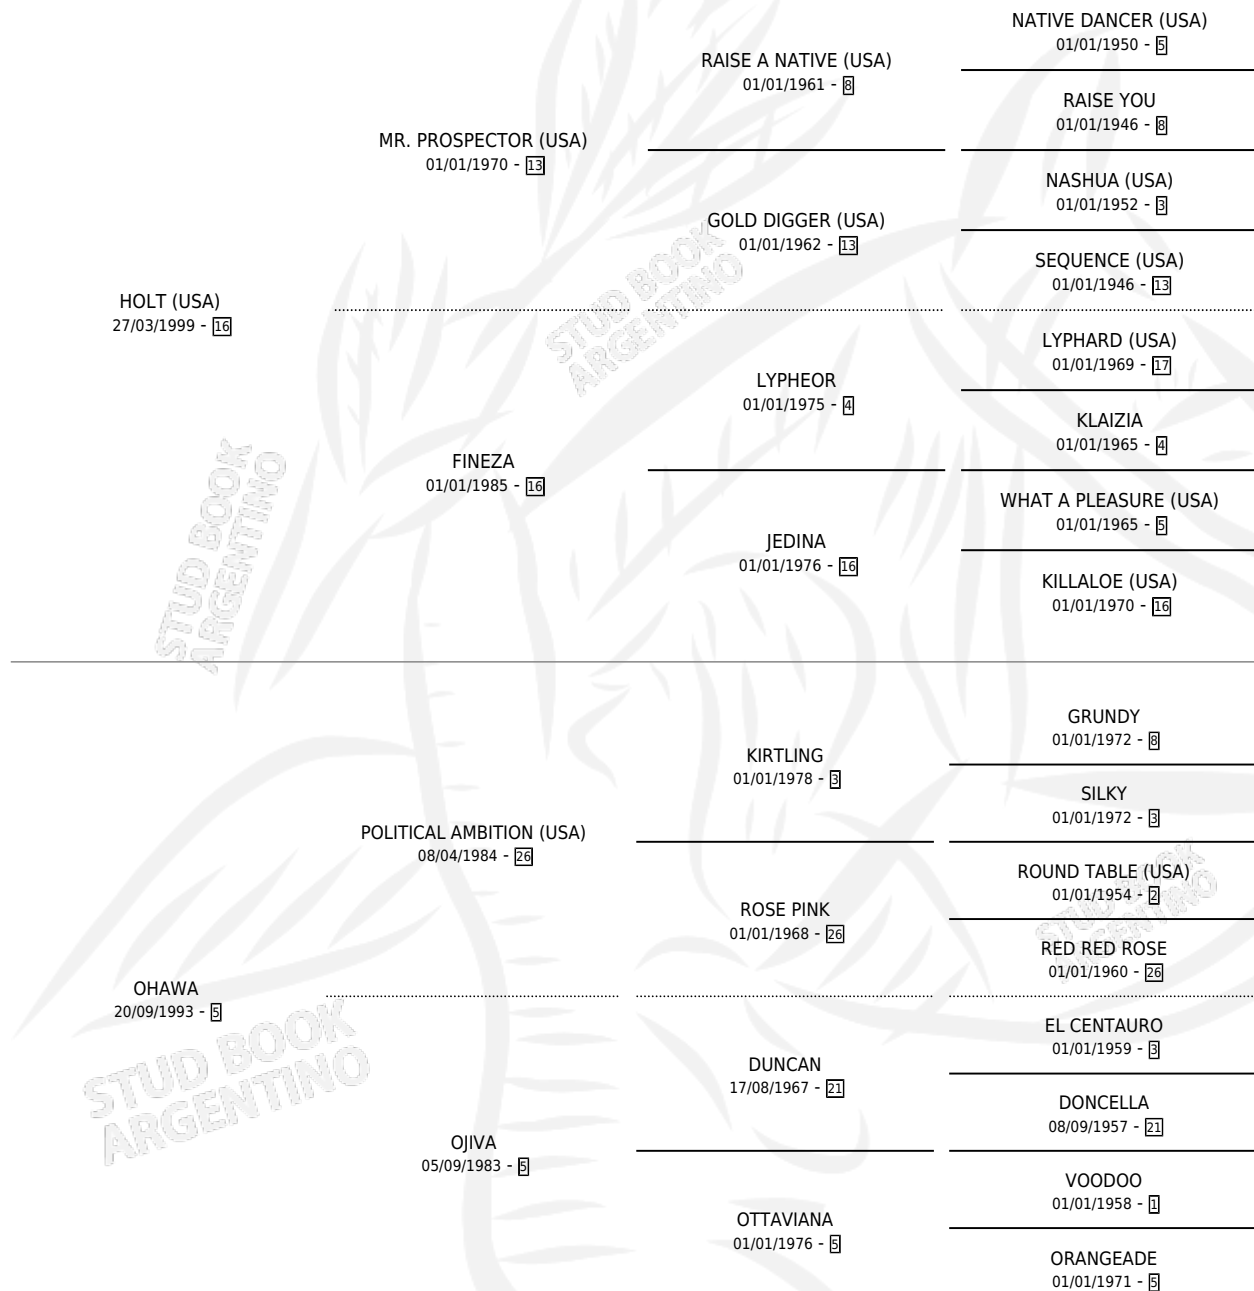 NATIVE DANCER (USA)
01/01/1950 - 5
RAISE A NATIVE (USA)
01/01/1961 - 8
RAISE YOU
01/01/1946 - 8
MR. PROSPECTOR (USA)
01/01/1970 - 13
NASHUA (USA)
01/01/1952 - 3
GOLD DIGGER (USA)
01/01/1962 - 13
SEQUENCE (USA)
01/01/1946 - 13
HOLT (USA)
27/03/1999 - 16
LYPHARD (USA)
01/01/1969 - 17
LYPHEOR
01/01/1975 - 4
KLAIZIA
01/01/1965 - 4
FINEZA
01/01/1985 - 16
WHAT A PLEASURE (USA)
01/01/1965 - 5
JEDINA
01/01/1976 - 16
KILLALOE (USA)
01/01/1970 - 16
GRUNDY
01/01/1972 - 8
KIRTLING
01/01/1978 - 3
SILKY
01/01/1972 - 3
POLITICAL AMBITION (USA)
08/04/1984 - 26
ROUND TABLE (USA)
01/01/1954 - 2
ROSE PINK
01/01/1968 - 26
RED RED ROSE
01/01/1960 - 26
OHAWA
20/09/1993 - 5
EL CENTAURO
01/01/1959 - 3
DUNCAN
17/08/1967 - 21
DONCELLA
08/09/1957 - 21
OJIVA
05/09/1983 - 5
VOODOO
01/01/1958 - 1
OTTAVIANA
01/01/1976 - 5
ORANGEADE
01/01/1971 - 5
STUD BOOK
ARGENTINO
STUD BOOK
ARGENTINO
STUD BOOK
ARGENTINO
STUD BOOK
ARGENTINO